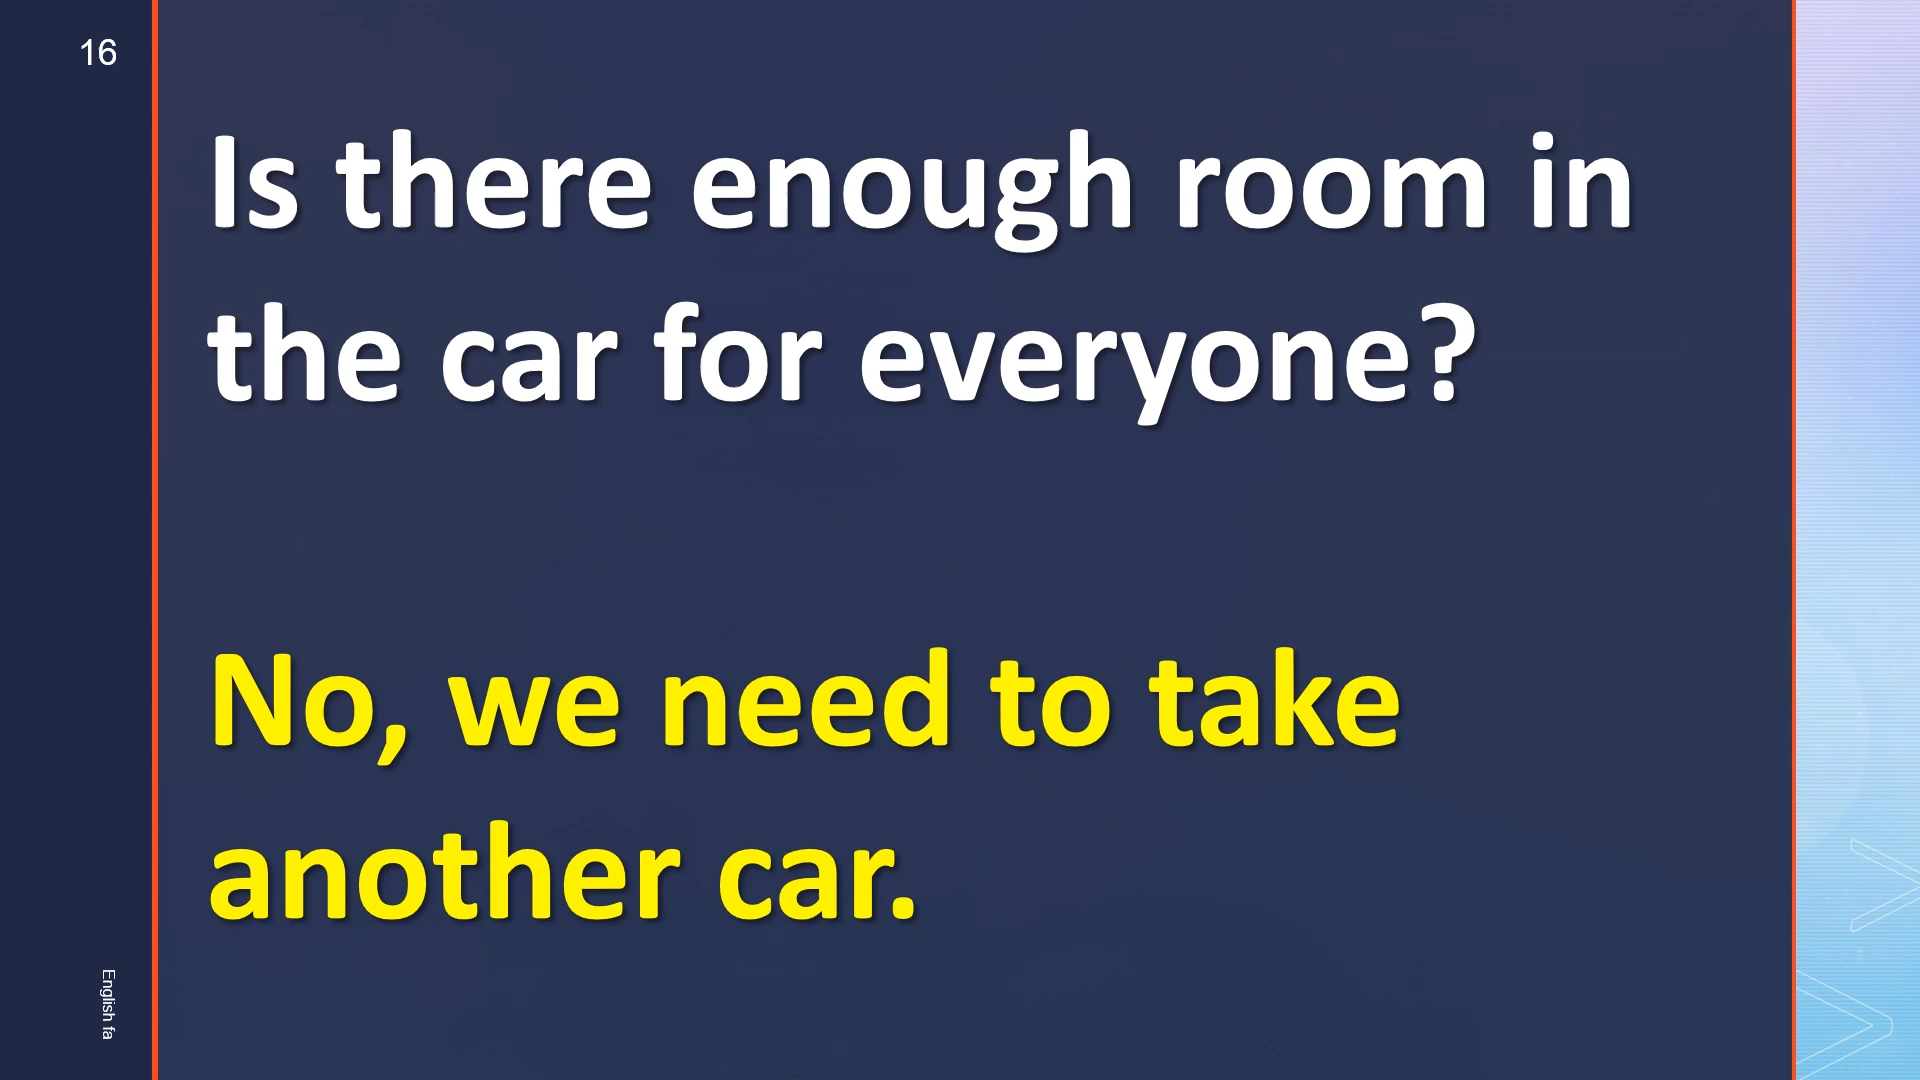 16
Is there enough room in
the car for everyone?
No, we need to take
another car.
English fa